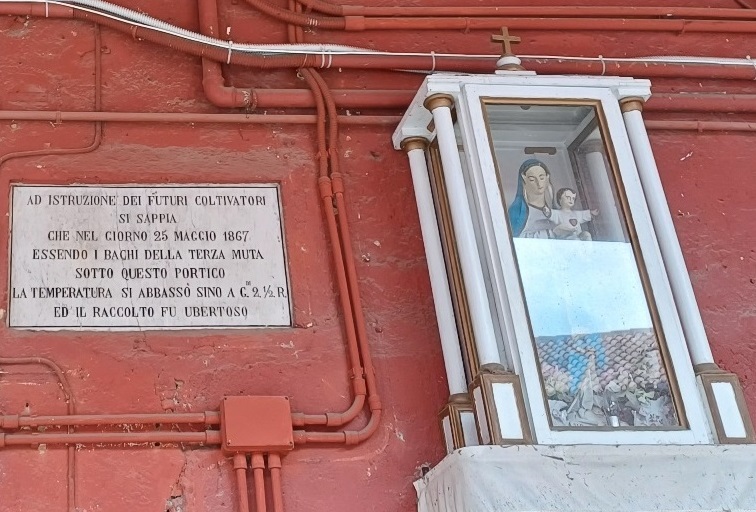 AD ISTRUZIONE DEI FUTURI COLTIVATORI
SI SAPPIA
CHE NEL GIORNO 25 MAGGIO 1867
ESSENDO I BACHI DELLA TERZA MUTA
SOTTO QUESTO PORTICO
LA TEMPERATURA SI ABBASSÒ SINO A G.DI 2. ½ R.
ED IL RACCOLTO FU UBERTOSO